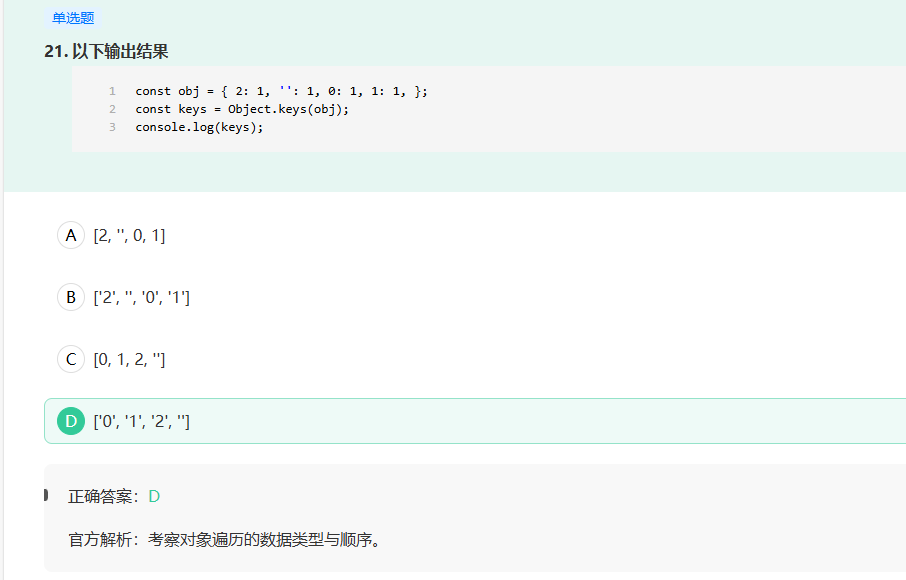 单选题
21. 以下输出结果
1 const obj = { 2: 1, '': 1, 0: 1, 1: 1, };
2 const keys = Object.keys(obj);
3 console.log(keys);
A [2, '', 0, 1]
B ['2', '', '0', '1']
C [0, 1, 2, '']
D ['0', '1', '2', '']
正确答案：D
官方解析：考察对象遍历的数据类型与顺序。